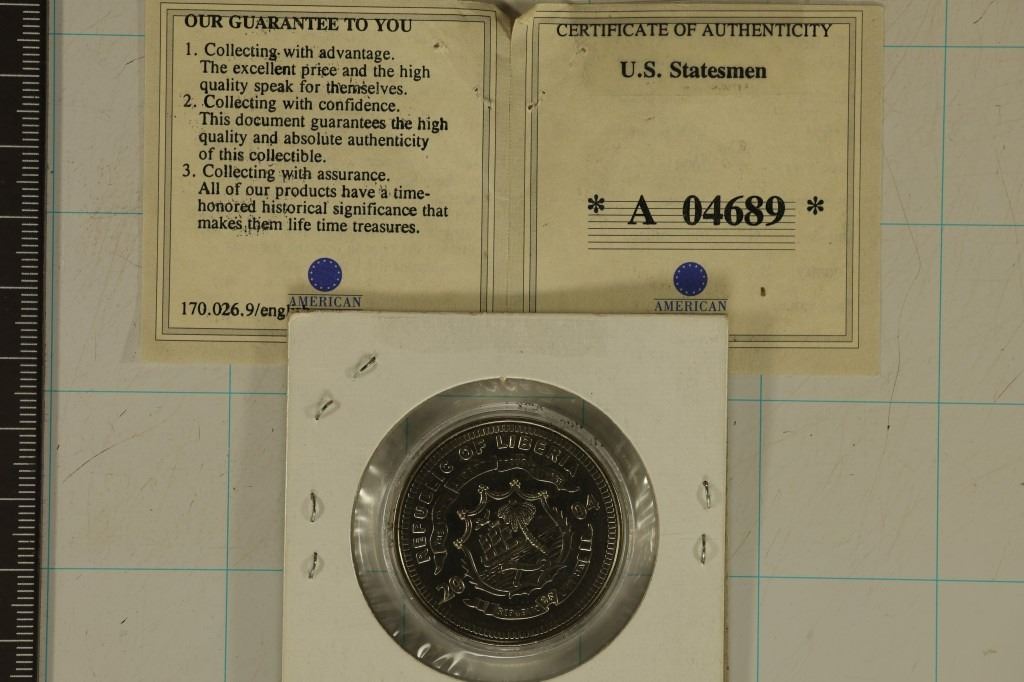 OUR GUARANTEE TO YOU
1. Collecting with advantage.
The excellent price and the high
quality speak for themselves.
2. Collecting with confidence.
This document guarantees the high
quality and absolute authenticity
of this collectible.
3. Collecting with assurance.
All of our products have a time-
honored historical significance that
makes them life time treasures.
AMERICAN
170.026.9/engl
CERTIFICATE OF AUTHENTICITY
U.S. Statesmen
* A 04689 *
AMERICAN
REPUBLIC OF LIBERIA
20 04